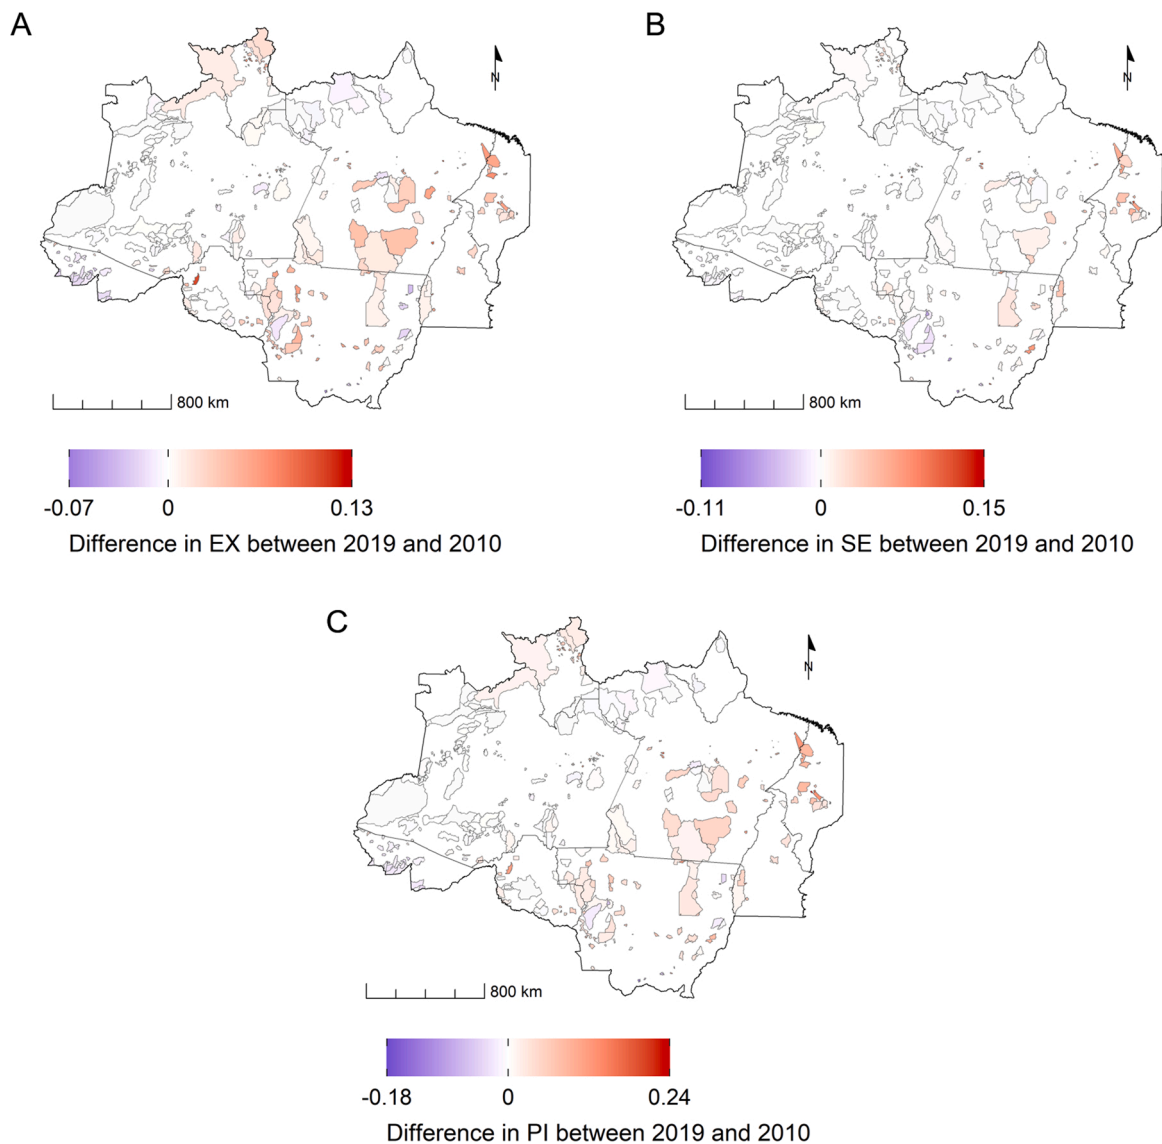 A
B
N
N
800 km
800 km
-0.07 0 0.13
-0.11 0 0.15
Difference in EX between 2019 and 2010
Difference in SE between 2019 and 2010
C
N
800 km
-0.18 0 0.24
Difference in PI between 2019 and 2010